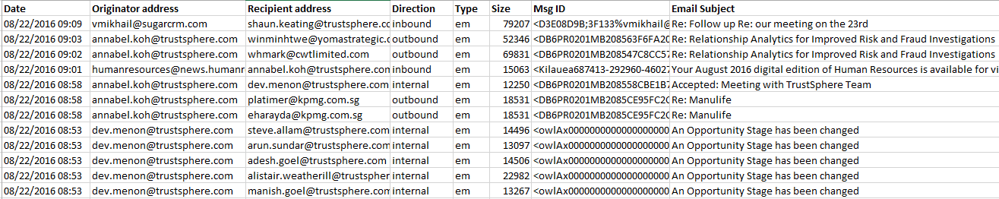 Date Originator address Recipient address Direction Type Size Msg ID Email Subject
08/22/2016 09:09 vmikhail@sugarcrm.com shaun.keating@trustsphere.c inbound em 79207 <D3E08D9B;3F133%vmikhail@ Re: Follow up Re: our meeting on the 23rd
08/22/2016 09:03 annabel.koh@trustsphere.com winminhtwe@yomastrategic.c outbound em 52346 <DB6PR0201MB208563F6FA20 Re: Relationship Analytics for Improved Risk and Fraud Investigations
08/22/2016 09:02 annabel.koh@trustsphere.com whmark@cwtlimited.com outbound em 69831 <DB6PR0201MB208547C8CC57 Re: Relationship Analytics for Improved Risk and Fraud Investigations
08/22/2016 09:01 humanresources@news.humanr annabel.koh@trustsphere.com inbound em 15063 <Kilauea687413-292960-46027 Your August 2016 digital edition of Human Resources is available for vi
08/22/2016 08:58 annabel.koh@trustsphere.com dev.menon@trustsphere.com internal em 12250 <DB6PR0201MB208558CBE1B7 Accepted: Meeting with TrustSphere Team
08/22/2016 08:58 annabel.koh@trustsphere.com platimer@kpmg.com.sg outbound em 18531 <DB6PR0201MB2085CE95FC2C Re: Manulife
08/22/2016 08:58 annabel.koh@trustsphere.com eharayda@kpmg.com.sg outbound em 18531 <DB6PR0201MB2085CE95FC2C Re: Manulife
08/22/2016 08:53 dev.menon@trustsphere.com steve.allam@trustsphere.com internal em 14496 <owlAx0000000000000000000 An Opportunity Stage has been changed
08/22/2016 08:53 dev.menon@trustsphere.com arun.sundar@trustsphere.com internal em 13097 <owlAx0000000000000000000 An Opportunity Stage has been changed
08/22/2016 08:53 dev.menon@trustsphere.com adesh.goel@trustsphere.com internal em 14506 <owlAx0000000000000000000 An Opportunity Stage has been changed
08/22/2016 08:53 dev.menon@trustsphere.com alistair.weatherill@trustspher internal em 22982 <owlAx0000000000000000000 An Opportunity Stage has been changed
08/22/2016 08:53 dev.menon@trustsphere.com manish.goel@trustsphere.com internal em 13267 <owlAx0000000000000000000 An Opportunity Stage has been changed